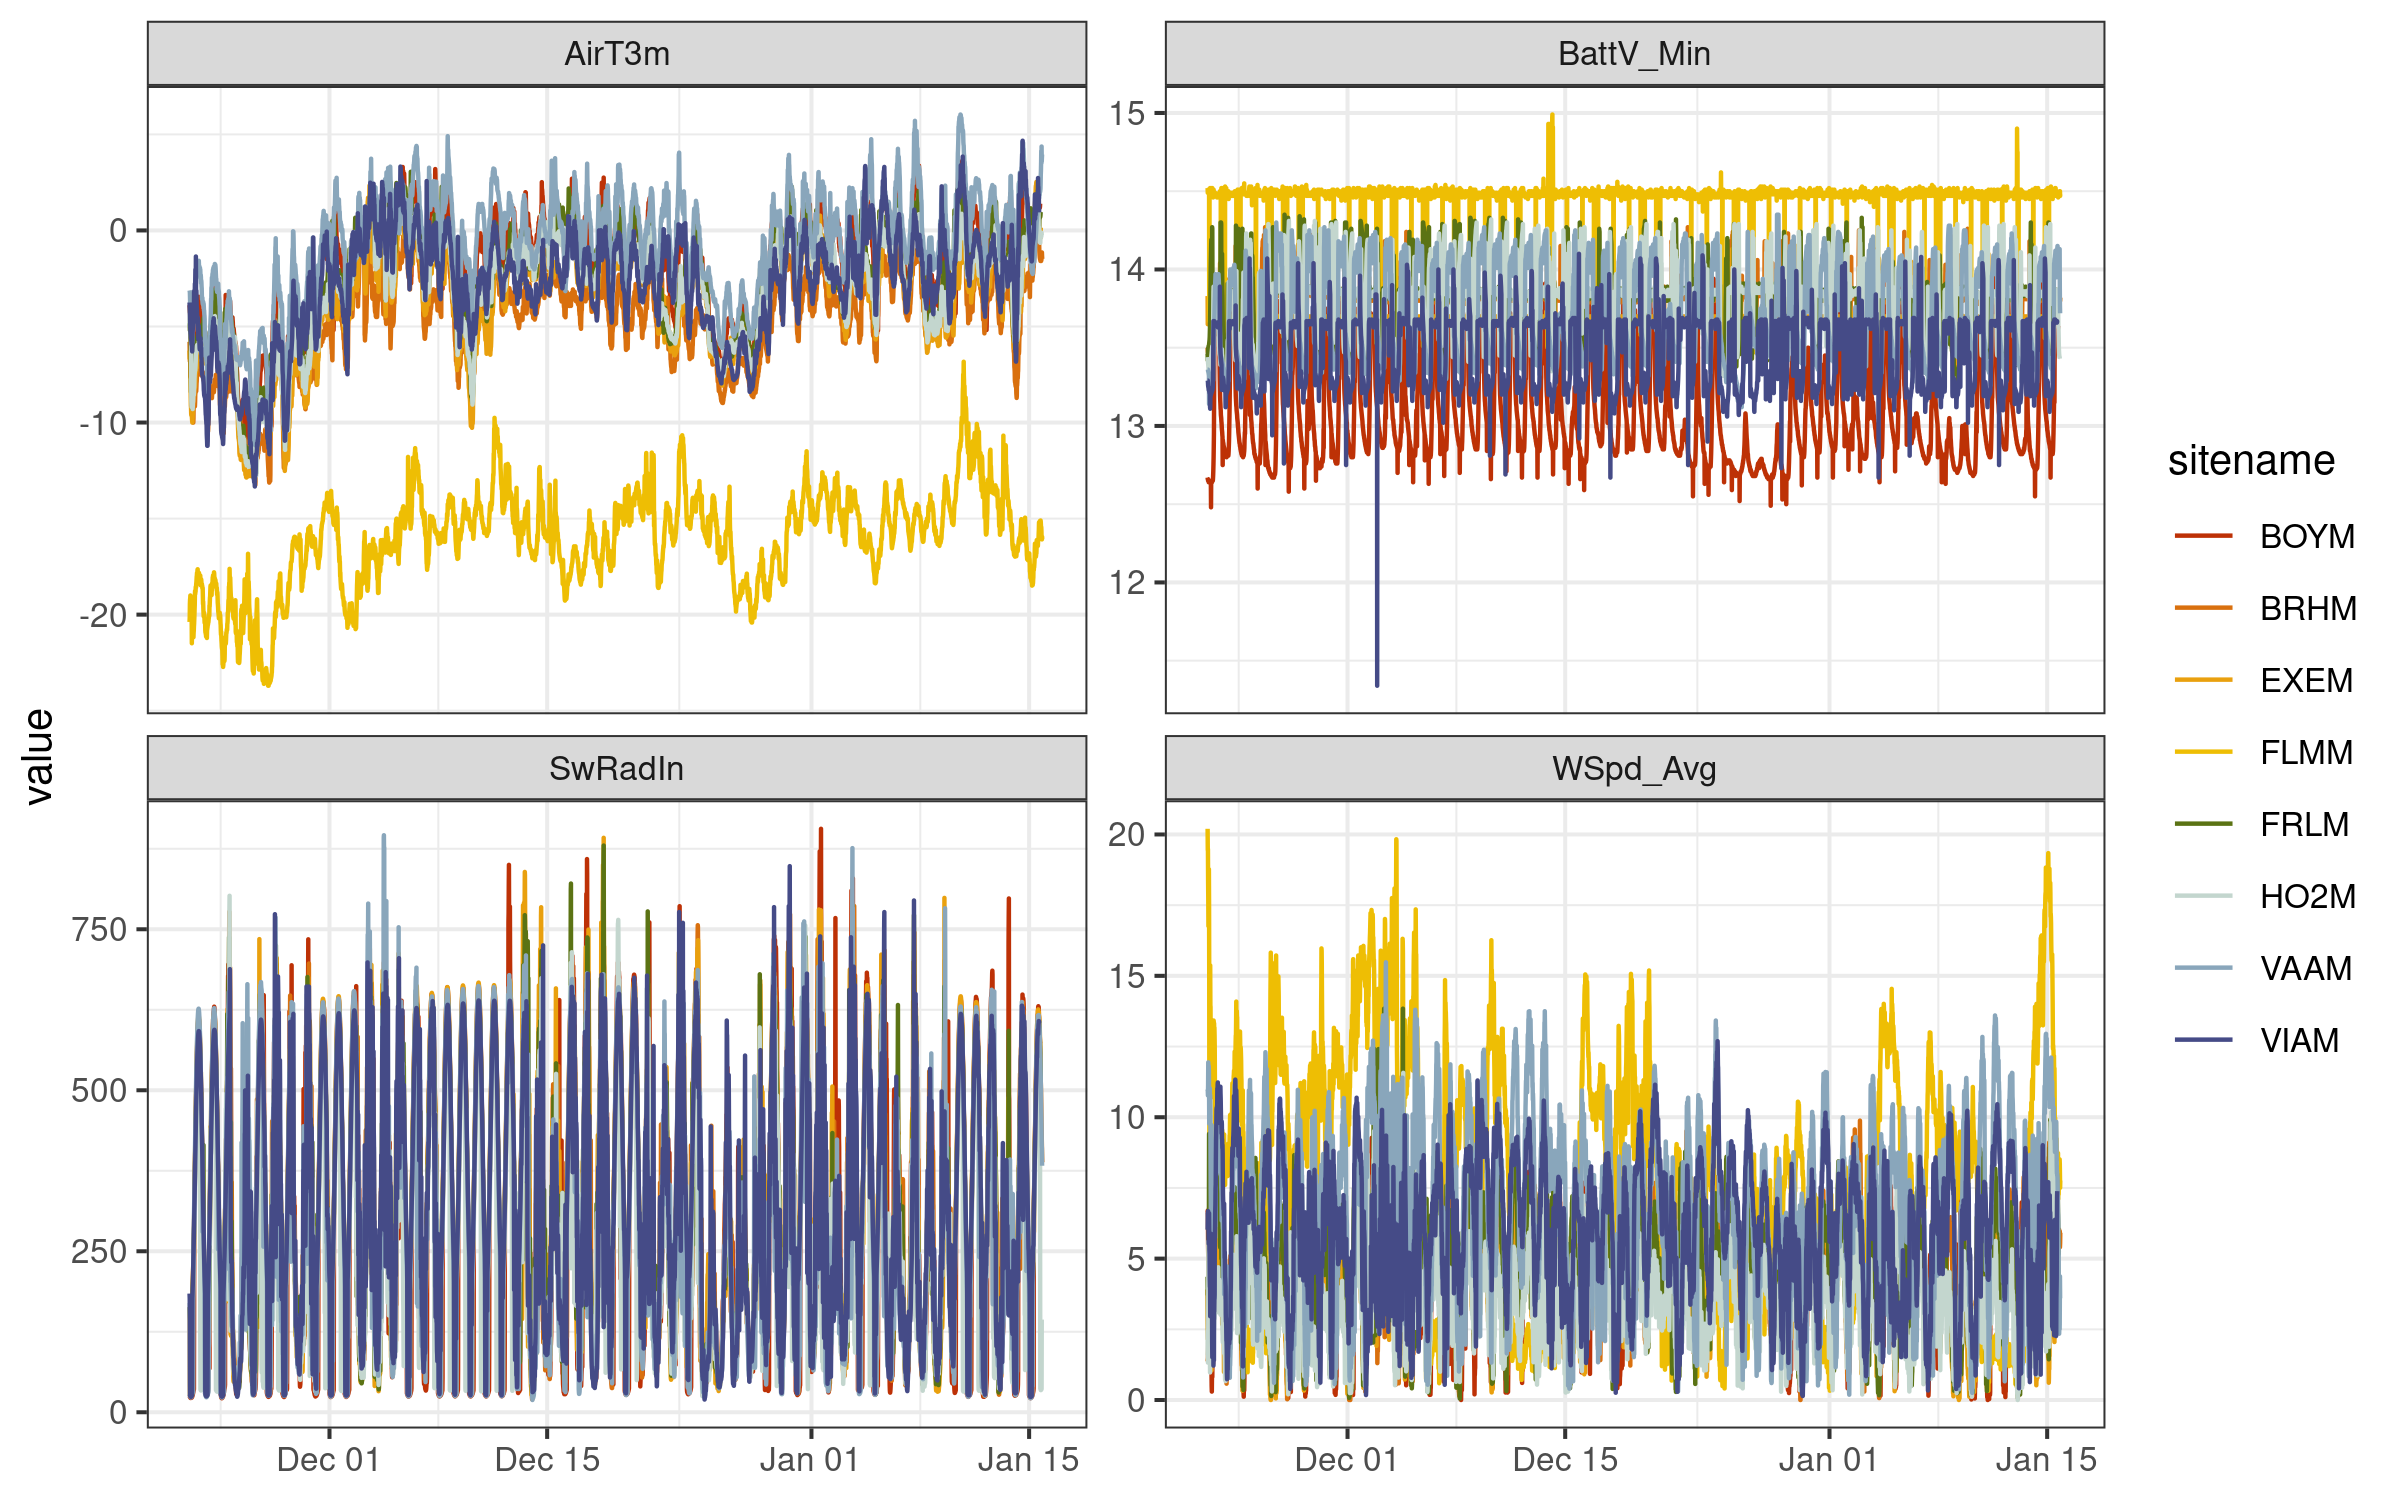 AirT3m
BattV_Min
0
-10
-20
15
14
13
12
SwRadIn
WSpd_Avg
750
500
250
0
20
15
10
5
0
Dec 01
Dec 15
Jan 01
Jan 15
Dec 01
Dec 15
Jan 01
Jan 15
value
sitename
BOYM
BRHM
EXEM
FLMM
FRLM
HO2M
VAAM
VIAM